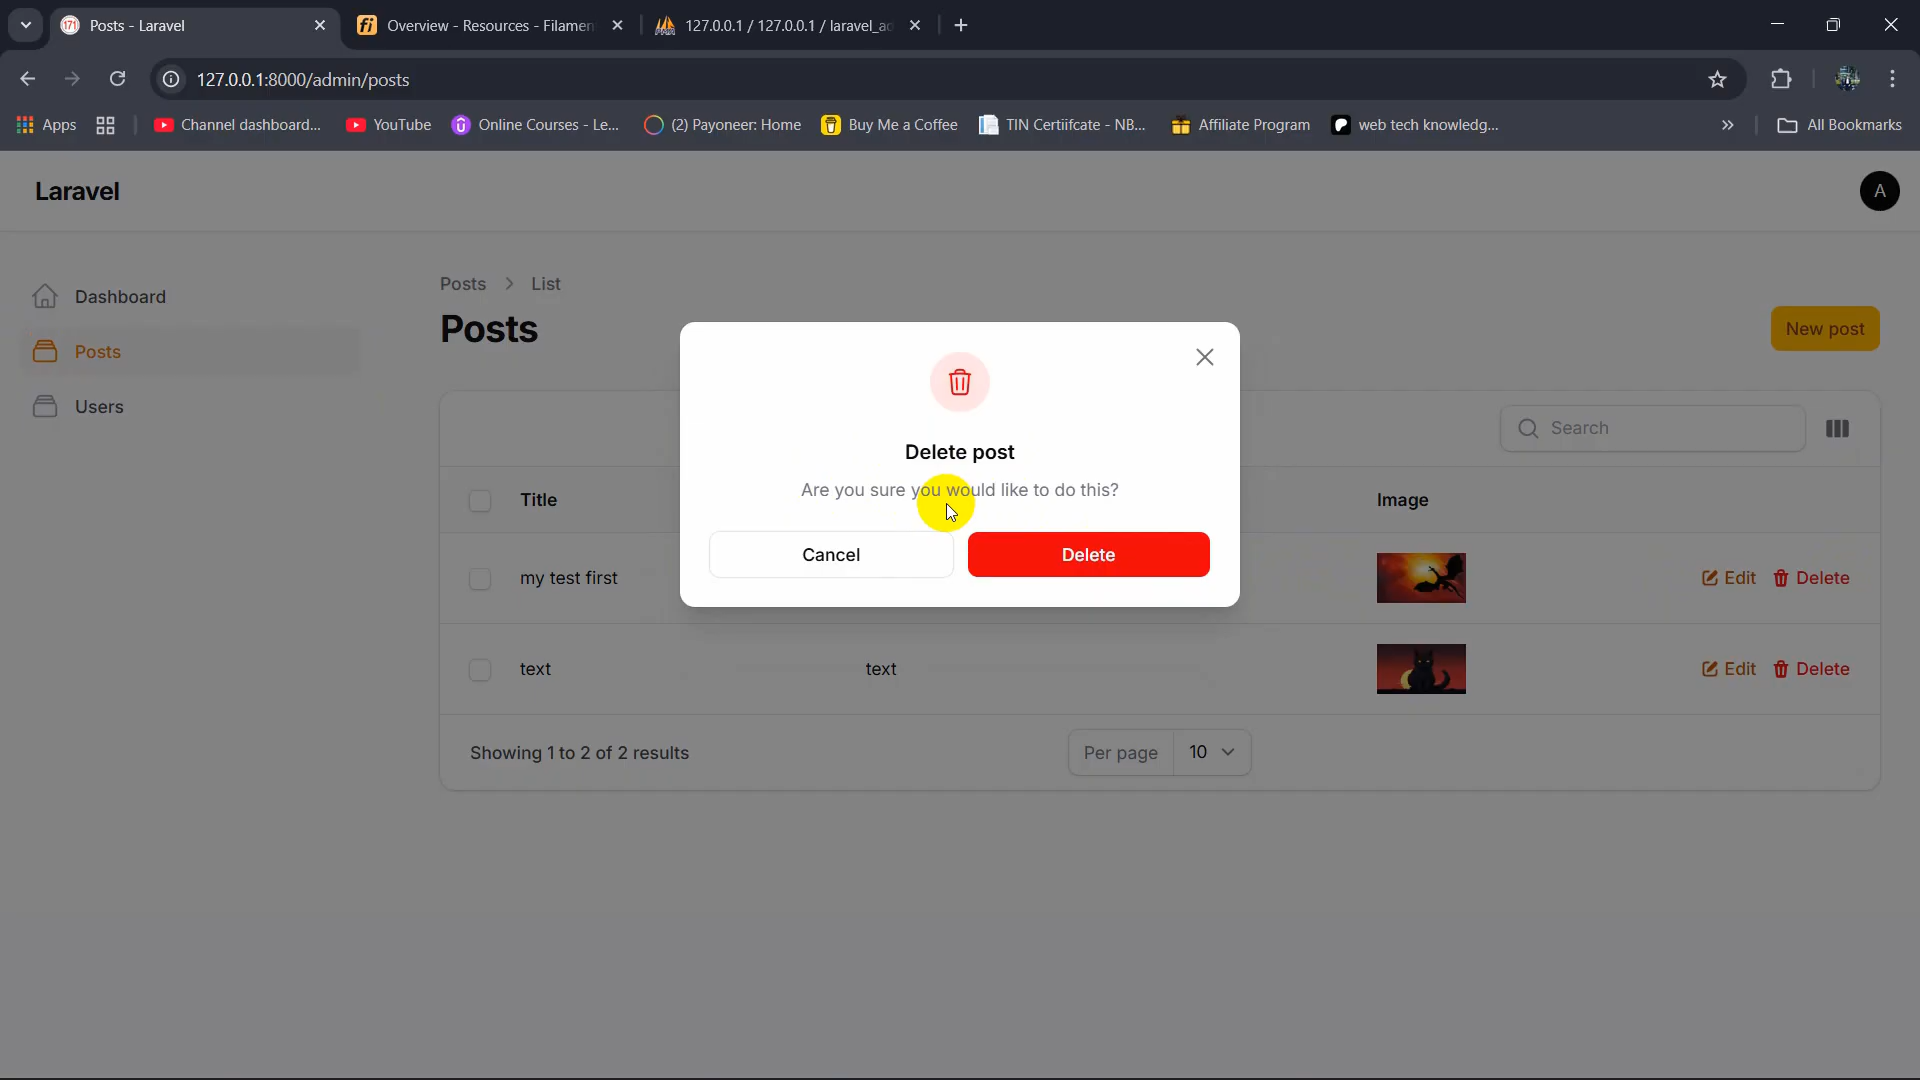 Posts - Laravel
Overview - Resources - Filamen
127.0.0.1 / 127.0.0.1 / laravel_ad
127.0.0.1:8000/admin/posts
Apps
Channel dashboard...
YouTube
Online Courses - Le...
(2) Payoneer: Home
Buy Me a Coffee
TIN Certiifcate - NB...
Affiliate Program
web tech knowledg...
All Bookmarks
Laravel
A
Dashboard
Posts
Users
Posts > List
Posts
New post
Search
Title
Image
my test first
Edit
Delete
text
text
Edit
Delete
Showing 1 to 2 of 2 results
Per page
10
Delete post
Are you sure you would like to do this?
Cancel
Delete